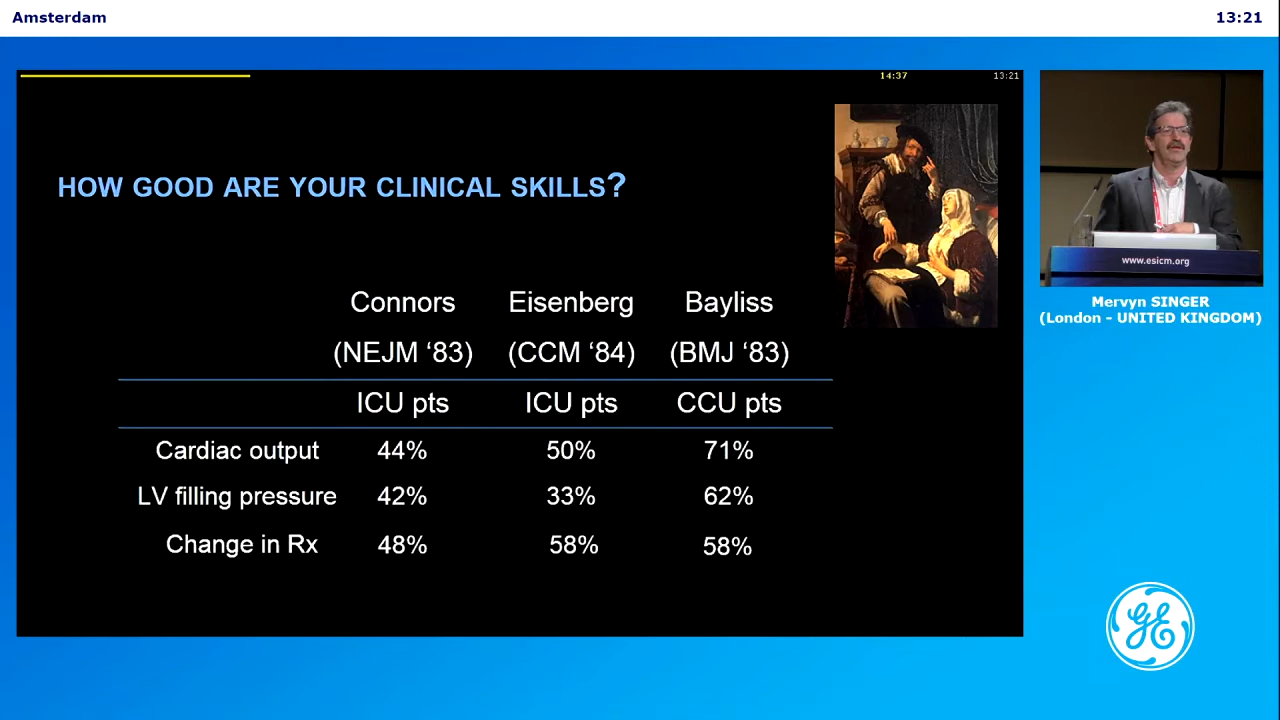 Amsterdam
13:21
14:37
13:21
HOW GOOD ARE YOUR CLINICAL SKILLS?
Connors Eisenberg Bayliss
(NEJM ‘83) (CCM ‘84) (BMJ ‘83)
ICU pts ICU pts CCU pts
Cardiac output 44% 50% 71%
LV filling pressure 42% 33% 62%
Change in Rx 48% 58% 58%
www.esicm.org
Mervyn SINGER
(London - UNITED KINGDOM)
GE